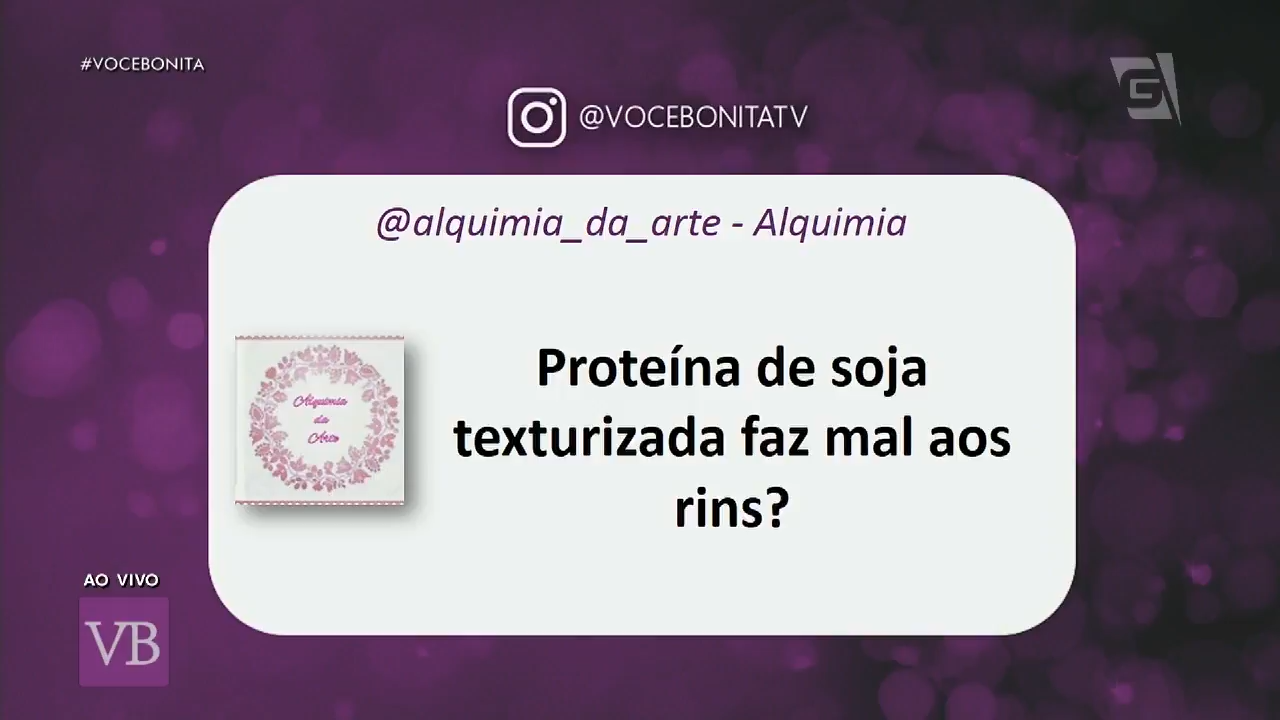 #VOCEBONITA
G
@VOCEBONITATV
@alquimia_da_arte - Alquimia
Alquimia
da
Arte
Proteína de soja
texturizada faz mal aos
rins?
AO VIVO
VB